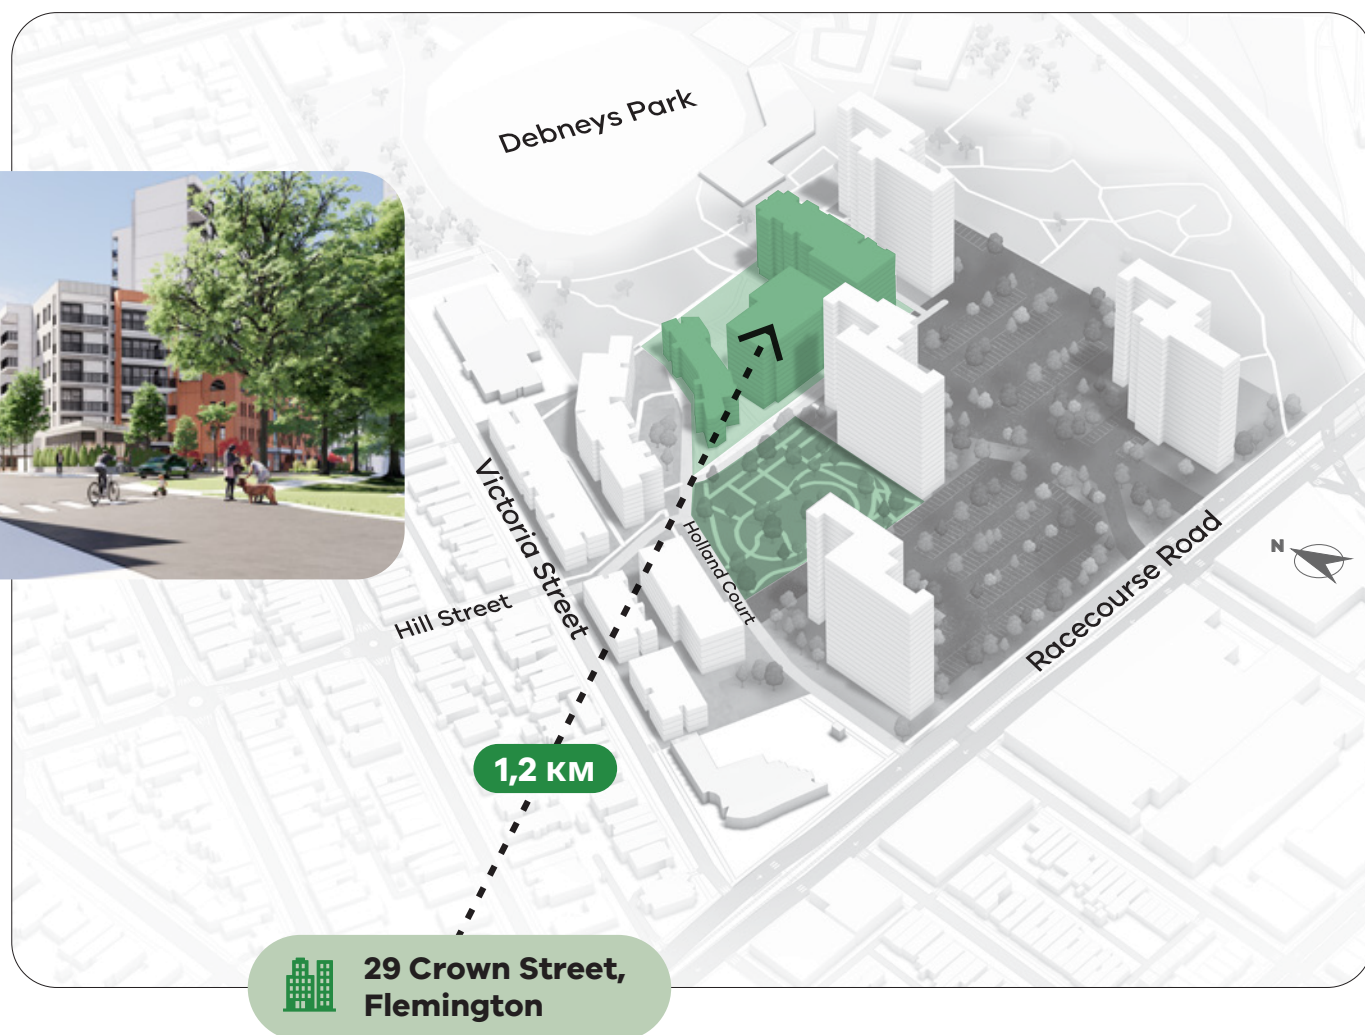 Debneys Park
Victoria Street
Holland Court
Hill Street
Racecourse Road
N
1,2 км
29 Crown Street,
Flemington